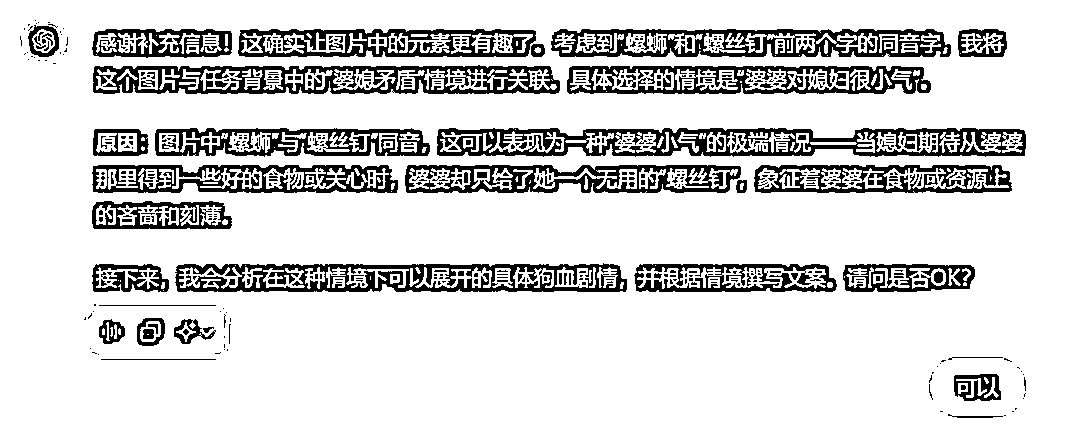 感谢补充信息！这确实让图片中的元素更有趣了。考虑到"螺蛳"和"螺丝钉"前两个字的同音字，我将
这个图片与任务背景中的"婆媳矛盾"情境进行关联。具体选择的情境是"婆婆对媳妇很小气"。
原因：图片中"螺蛳"与"螺丝钉"同音，这可以表现为一种"婆婆小气"的极端情况——当媳妇期待从婆婆
那里得到一些好的食物或关心时，婆婆却只给了她一个无用的"螺丝钉"，象征着婆婆在食物或资源上
的吝啬和刻薄。
接下来，我会分析在这种情境下可以展开的具体狗血剧情，并根据情境撰写文案。请问是否OK？
可以